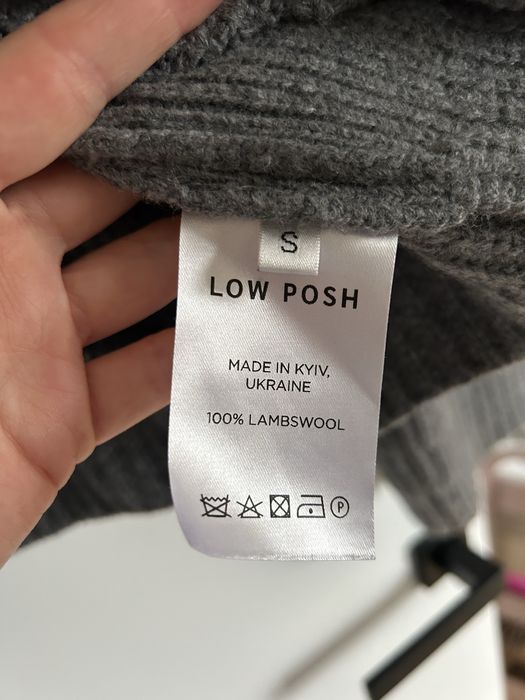 S
LOW POSH
MADE IN KYIV,
UKRAINE
100% LAMBSWOOL
P